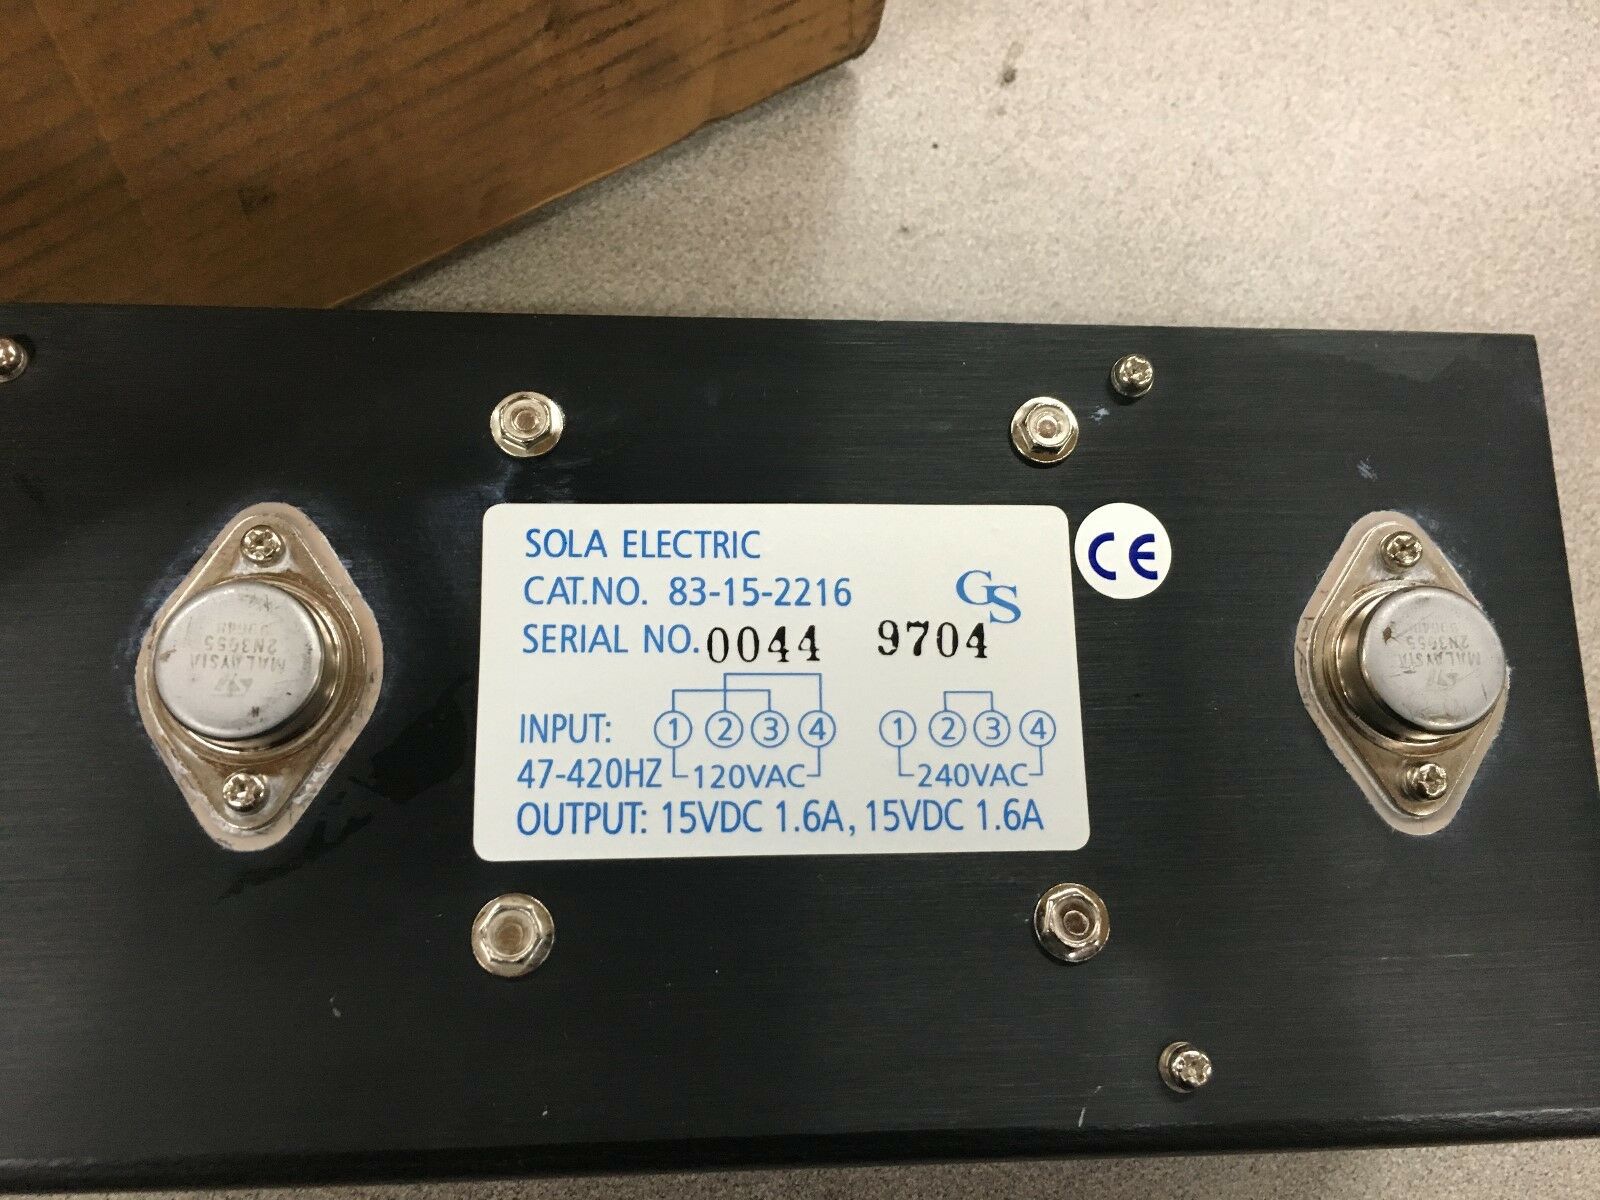 SOLA ELECTRIC
CAT.NO. 83-15-2216
GS
SERIAL NO. 0044 9704
INPUT: 1 2 3 4 1 2 3 4
47-420HZ 120VAC 240VAC
OUTPUT: 15VDC 1.6A, 15VDC 1.6A
CE
MALAYSIA
2N3055
MALAYSIA
2N3055